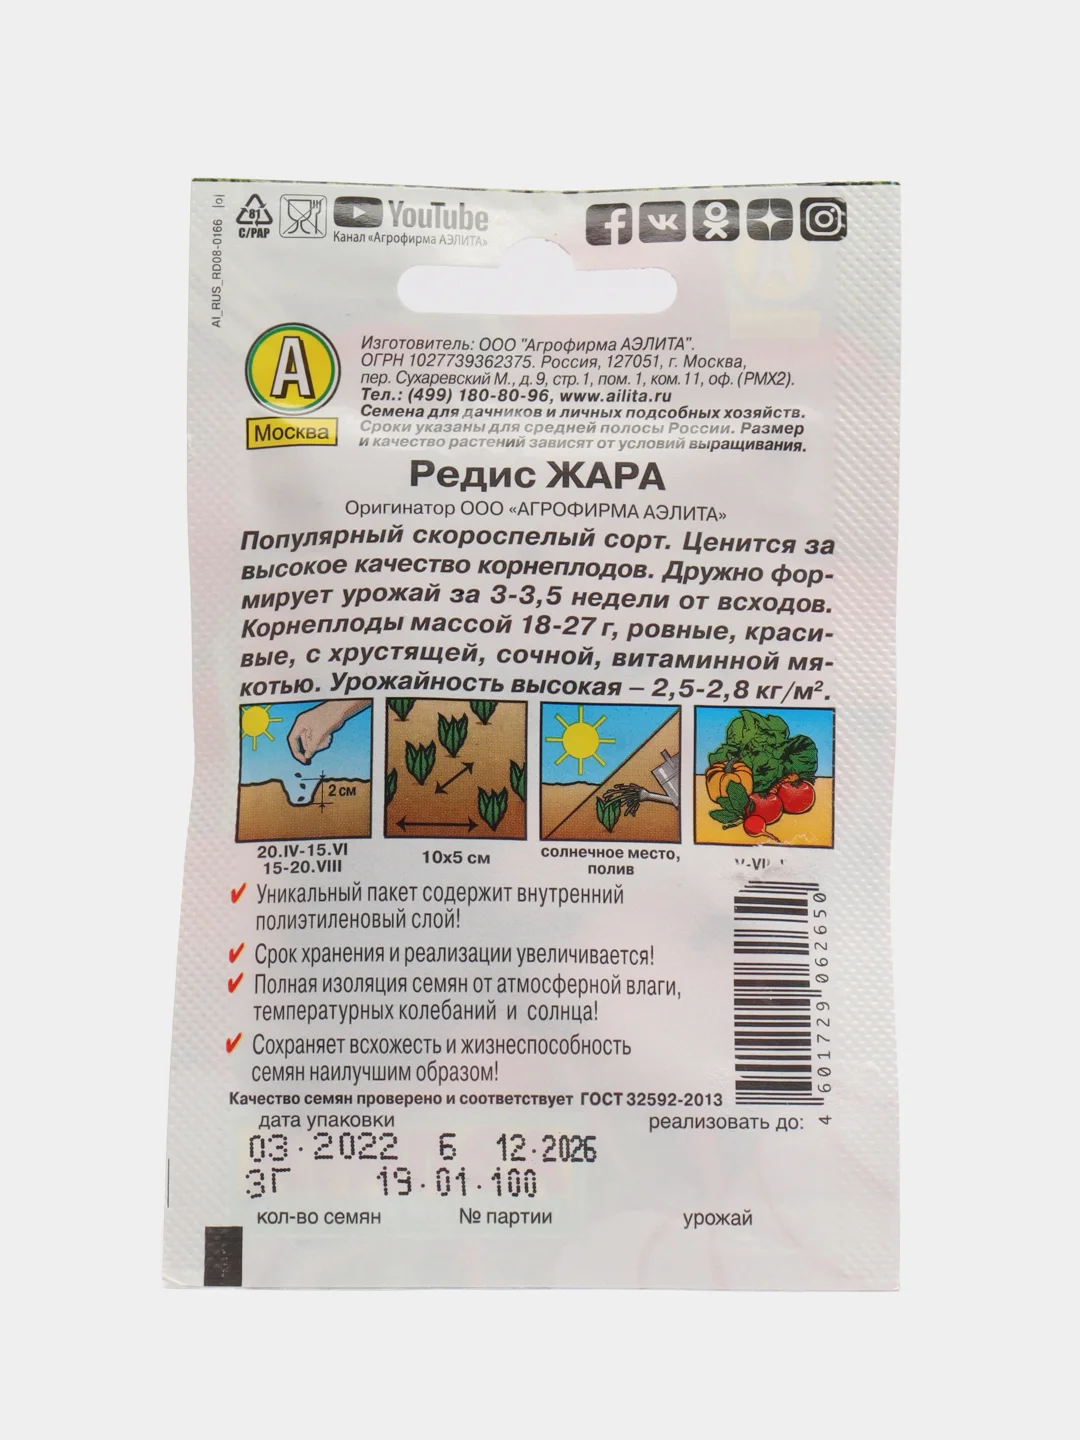 AI_RUS_RD08-0166 |o|
81
C/PAP
YouTube
Канал «Агрофирма АЭЛИТА»
А
Москва
Изготовитель: ООО "Агрофирма АЭЛИТА".
ОГРН 1027739362375. Россия, 127051, г. Москва,
пер. Сухаревский М., д. 9, стр. 1, пом. 1, ком. 11, оф. (РМХ2).
Тел.: (499) 180-80-96, www.ailita.ru
Семена для дачников и личных подсобных хозяйств.
Сроки указаны для средней полосы России. Размер
и качество растений зависят от условий выращивания.
Редис ЖАРА
Оригинатор ООО «АГРОФИРМА АЭЛИТА»
Популярный скороспелый сорт. Ценится за
высокое качество корнеплодов. Дружно фор-
мирует урожай за 3-3,5 недели от всходов.
Корнеплоды массой 18-27 г, ровные, краси-
вые, с хрустящей, сочной, витаминной мя-
котью. Урожайность высокая – 2,5-2,8 кг/м².
2 см
20.IV-15.VI
15-20.VIII
10x5 см
солнечное место,
полив
Уникальный пакет содержит внутренний
полиэтиленовый слой!
Срок хранения и реализации увеличивается!
Полная изоляция семян от атмосферной влаги,
температурных колебаний и солнца!
Сохраняет всхожесть и жизнеспособность
семян наилучшим образом!
4 601729 062650
Качество семян проверено и соответствует ГОСТ 32592-2013
дата упаковки реализовать до:
03.2022 Б 12.2026
3Г 19.01.100
кол-во семян № партии урожай